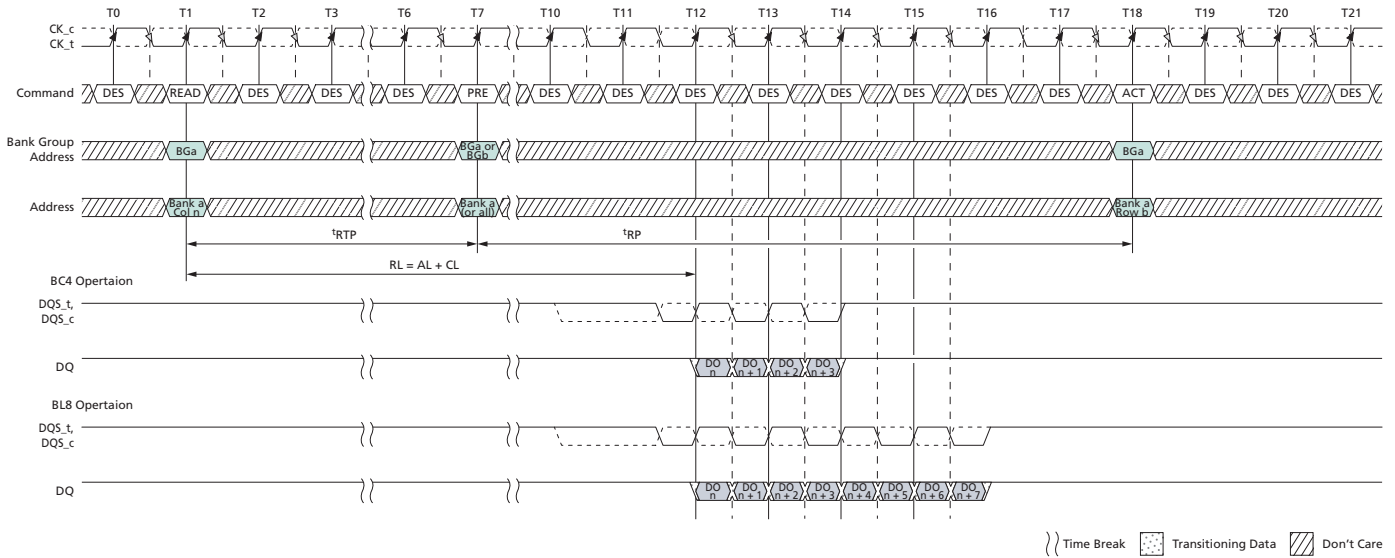 T0 T1 T2 T3 T6 T7 T10 T11 T12 T13 T14 T15 T16 T17 T18 T19 T20 T21
CK_c
CK_t
Command DES READ DES DES DES PRE DES DES DES DES DES DES DES DES ACT DES DES DES
Bank Group
Address
BGa
BGa or
BGb
BGa
Address
Bank a
Col n
Bank a
(or all)
Bank a
Row b
tRTP tRP
RL = AL + CL
BC4 Opertaion
DQS_t,
DQS_c
DQ
DO
n
DO
n + 1
DO
n + 2
DO
n + 3
BL8 Opertaion
DQS_t,
DQS_c
DQ
DO
n
DO
n + 1
DO
n + 2
DO
n + 3
DO
n + 4
DO
n + 5
DO
n + 6
DO
n + 7
Time Break Transitioning Data Don't Care